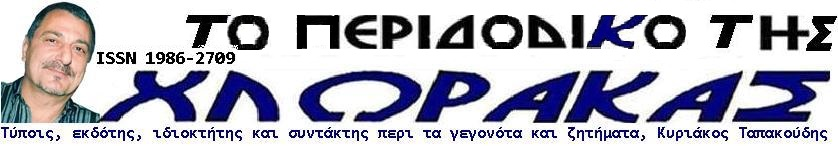 ΤΟ ΠΕΡΙΔΟΔΙΚΟ ΤΗΣ
ISSN 1986-2709
ΧΛΩΡΑΚΑΣ
Τύποις, εκδότης, ιδιοκτήτης και συντάκτης περι τα γεγονότα και ζητήματα, Κυριάκος Ταπακούδης